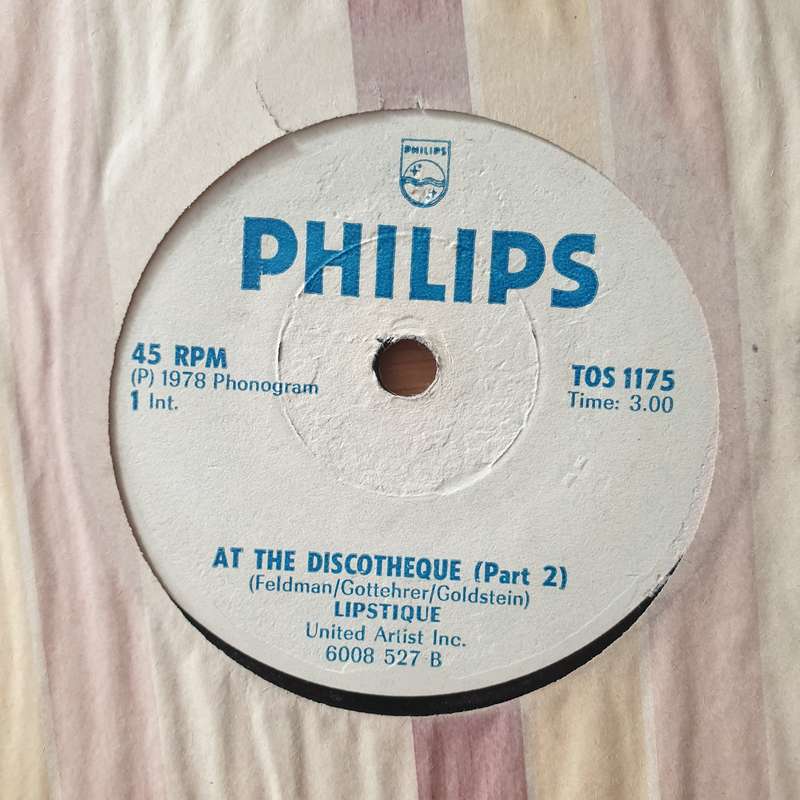 PHILIPS
PHILIPS
45 RPM
(P) 1978 Phonogram
1 Int.
TOS 1175
Time: 3.00
AT THE DISCOTHEQUE (Part 2)
(Feldman/Gottehrer/Goldstein)
LIPSTIQUE
United Artist Inc.
6008 527 B